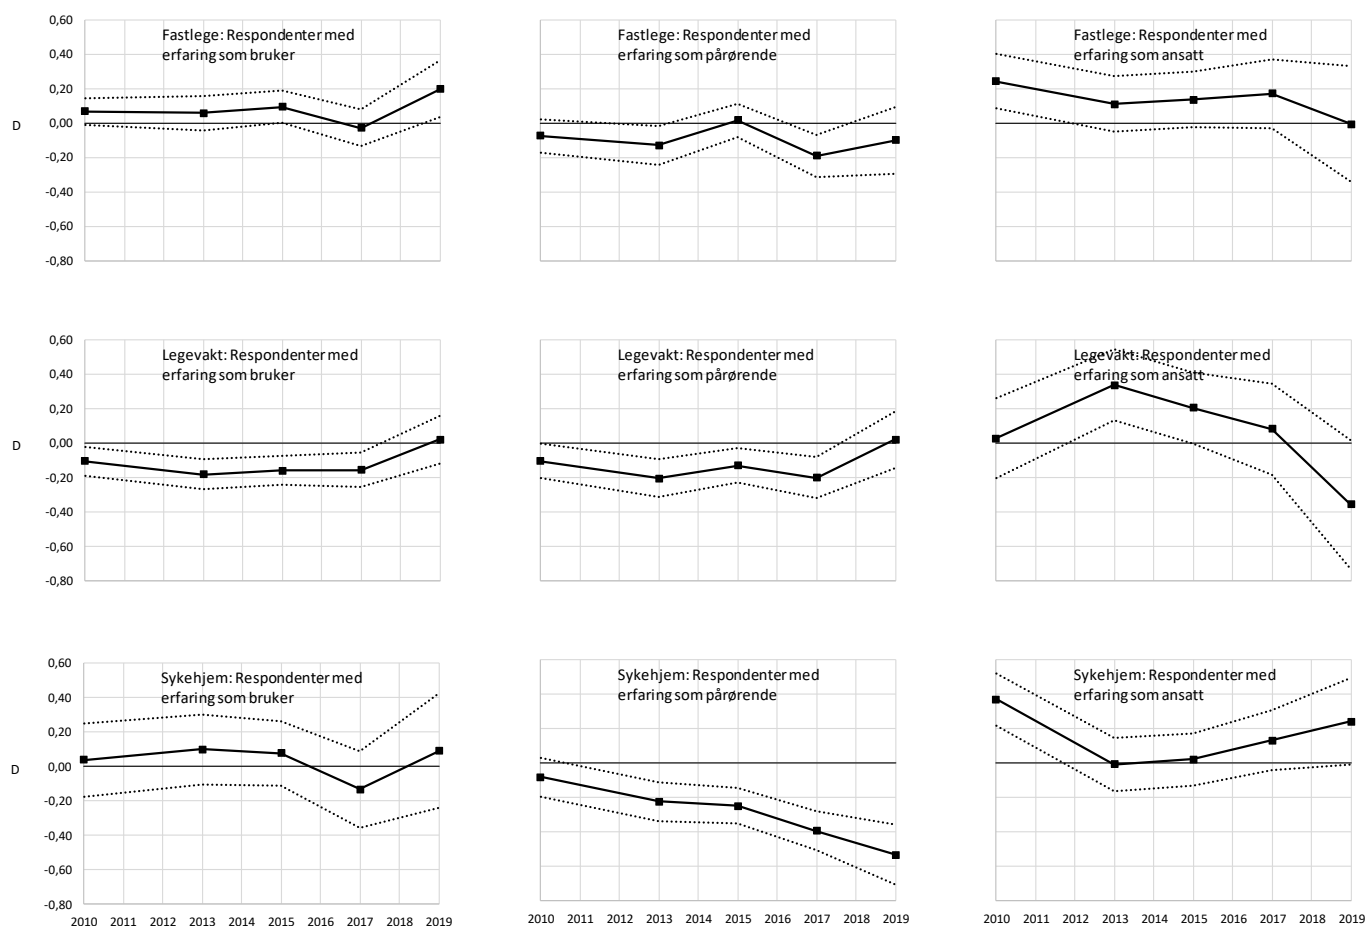 Fastlege: Respondenter med
erfaring som bruker
0,60
0,40
0,20
0,00
-0,20
-0,40
-0,60
-0,80
D
Fastlege: Respondenter med
erfaring som pårørende
Fastlege: Respondenter med
erfaring som ansatt
Legevakt: Respondenter med
erfaring som bruker
0,60
0,40
0,20
0,00
-0,20
-0,40
-0,60
-0,80
D
Legevakt: Respondenter med
erfaring som pårørende
Legevakt: Respondenter med
erfaring som ansatt
Sykehjem: Respondenter med
erfaring som bruker
0,60
0,40
0,20
0,00
-0,20
-0,40
-0,60
-0,80
D
2010 2011 2012 2013 2014 2015 2016 2017 2018 2019
Sykehjem: Respondenter med
erfaring som pårørende
2010 2011 2012 2013 2014 2015 2016 2017 2018 2019
Sykehjem: Respondenter med
erfaring som ansatt
2010 2011 2012 2013 2014 2015 2016 2017 2018 2019